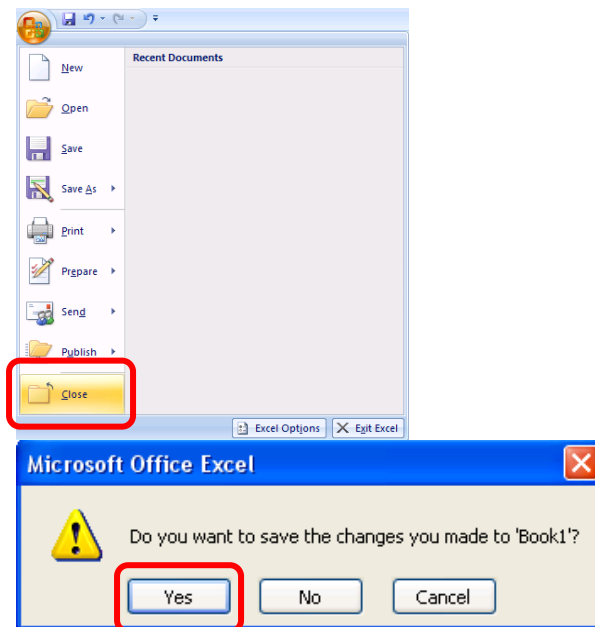 Recent Documents
New
Open
Save
Save As
Print
Prepare
Send
Publish
Close
Excel Options Exit Excel
Microsoft Office Excel
Do you want to save the changes you made to 'Book1'?
Yes No Cancel